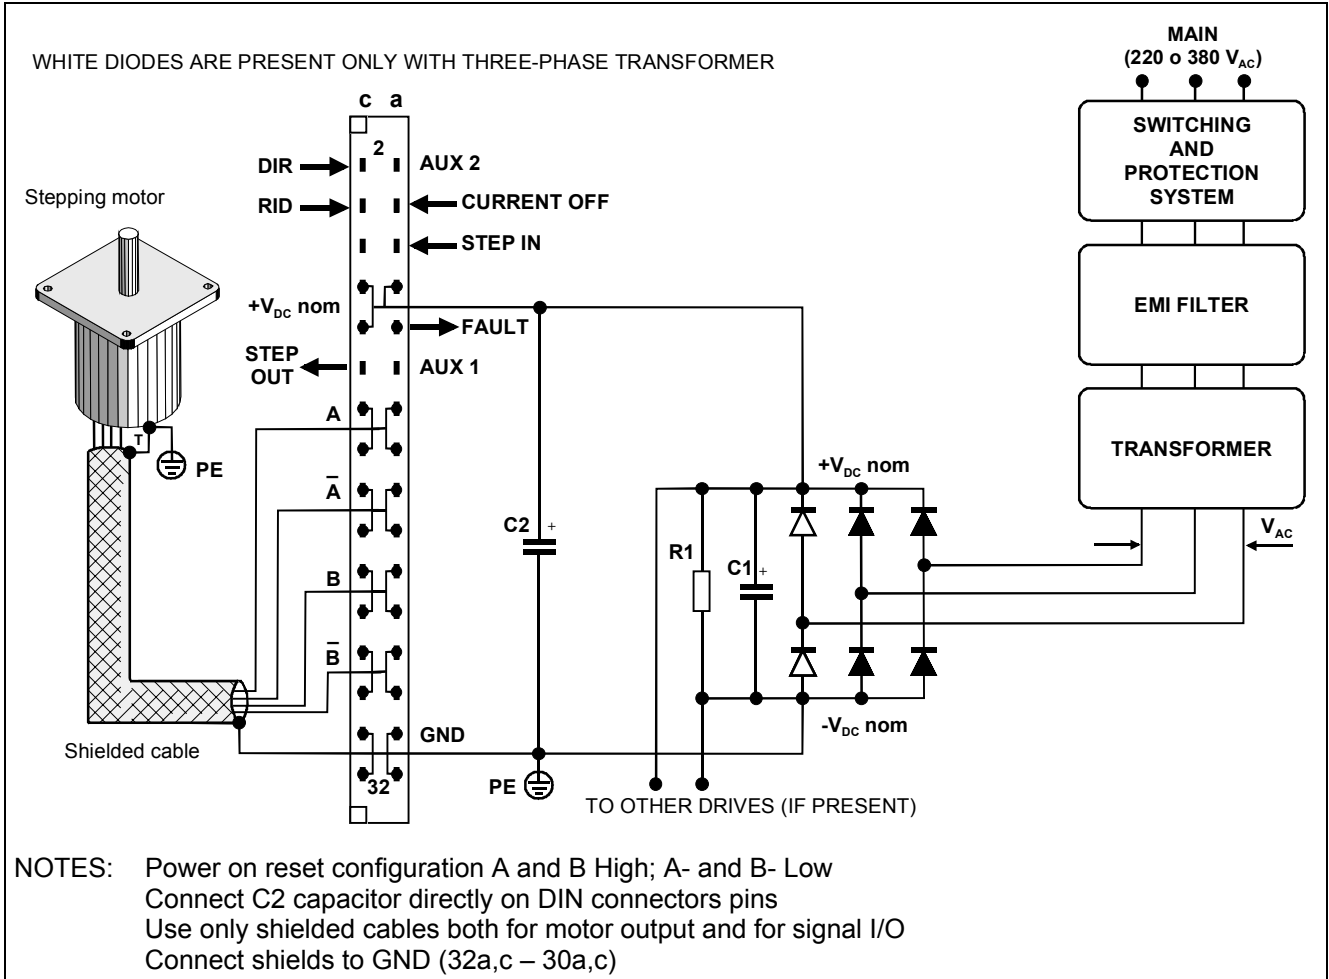 WHITE DIODES ARE PRESENT ONLY WITH THREE-PHASE TRANSFORMER
MAIN
(220 o 380 VAC)
c a
2
DIR
AUX 2
RID
CURRENT OFF
STEP IN
+VDC nom
FAULT
STEP
OUT
AUX 1
A
A̅
B
B̅
GND
32
PE
Stepping motor
T
PE
Shielded cable
C2 +
R1
C1 +
+VDC nom
-VDC nom
TO OTHER DRIVES (IF PRESENT)
SWITCHING
AND
PROTECTION
SYSTEM
EMI FILTER
TRANSFORMER
VAC
NOTES: Power on reset configuration A and B High; A- and B- Low
Connect C2 capacitor directly on DIN connectors pins
Use only shielded cables both for motor output and for signal I/O
Connect shields to GND (32a,c – 30a,c)